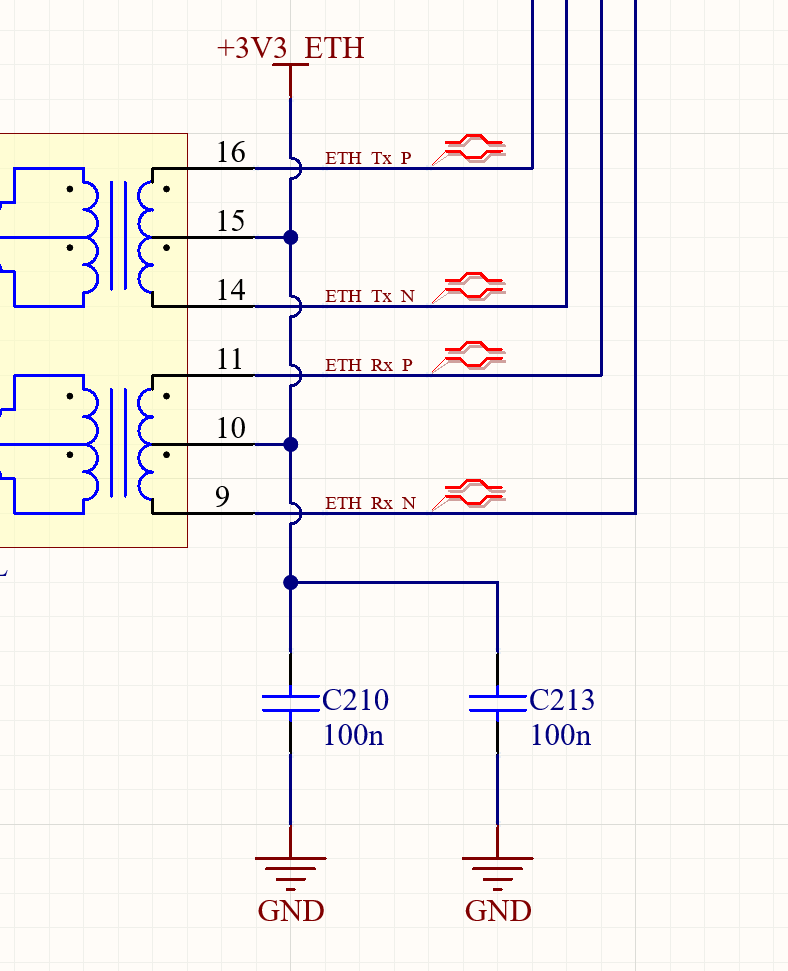 +3V3_ETH
16
ETH_Tx_P
15
14
ETH_Tx_N
11
ETH_Rx_P
10
9
ETH_Rx_N
C210
100n
C213
100n
GND
GND